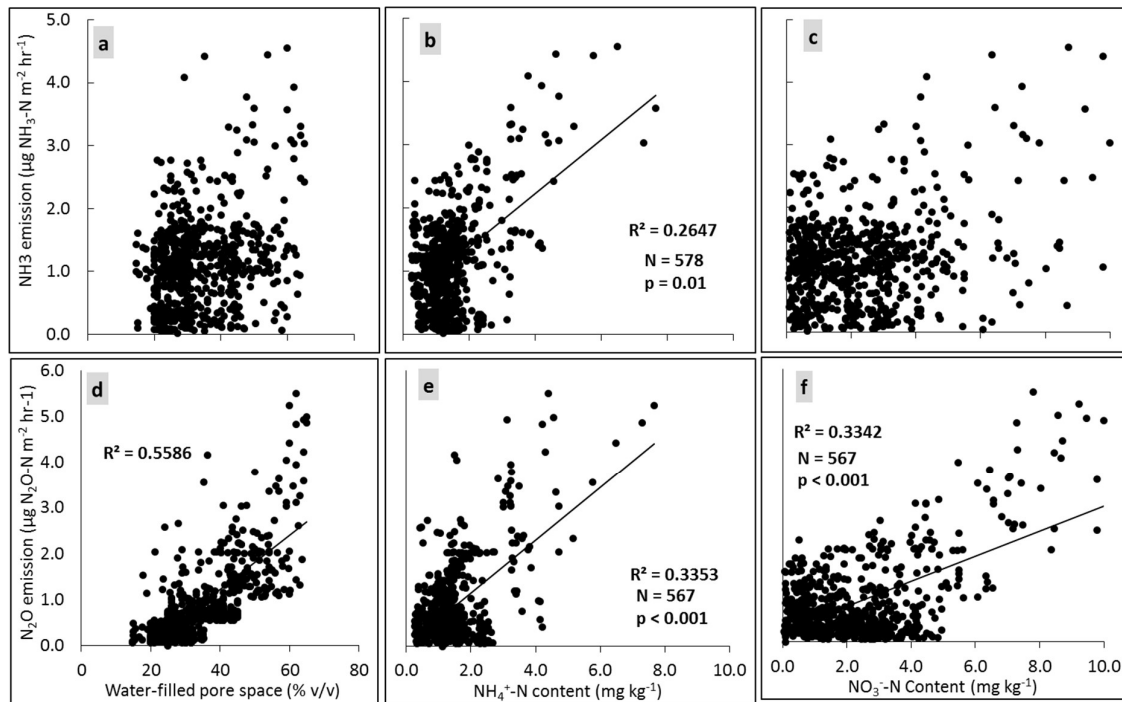 a
b
c
NH3 emission (µg NH₃-N m⁻² hr⁻¹)
5.0
4.0
3.0
2.0
1.0
0.0
R² = 0.2647
N = 578
p = 0.01
d
e
f
N₂O emission (µg N₂O-N m⁻² hr-1)
6.0
5.0
4.0
3.0
2.0
1.0
0.0
R² = 0.5586
R² = 0.3353
N = 567
p < 0.001
R² = 0.3342
N = 567
p < 0.001
0 20 40 60 80
Water-filled pore space (% v/v)
0.0 2.0 4.0 6.0 8.0 10.0
NH₄⁺-N content (mg kg⁻¹)
0.0 2.0 4.0 6.0 8.0 10.0
NO₃⁻-N Content (mg kg⁻¹)